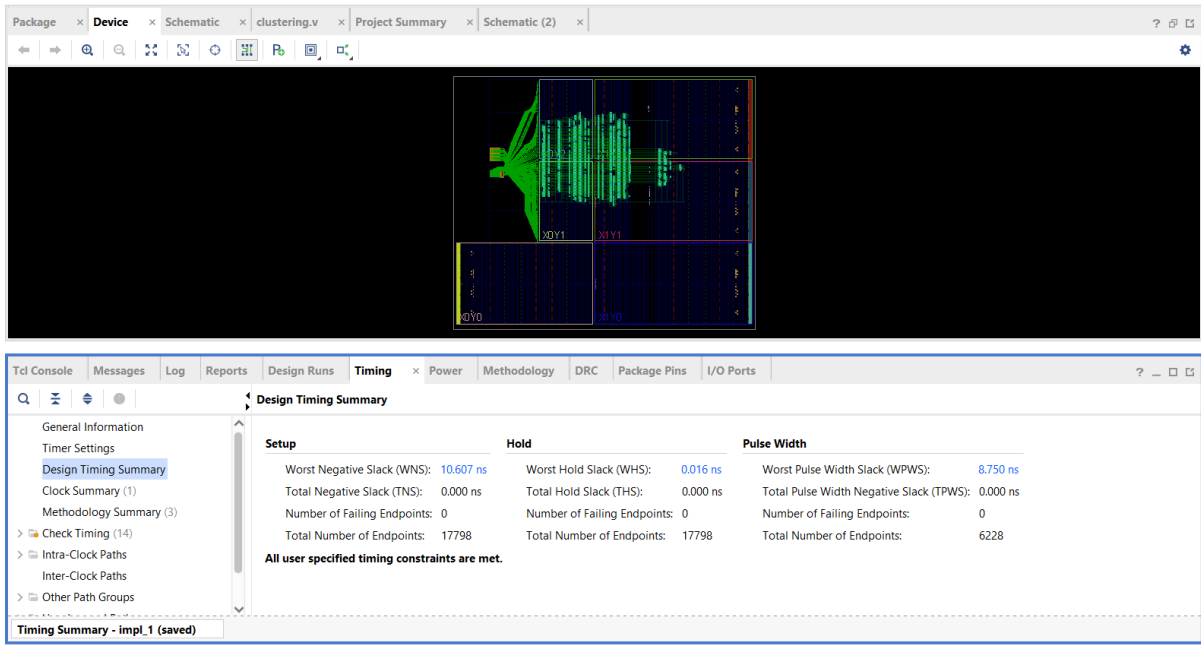 Package × Device × Schematic × clustering.v × Project Summary × Schematic (2) × ?
X0Y1 X1Y1
X0Y0 X1Y0
Tcl Console Messages Log Reports Design Runs Timing × Power Methodology DRC Package Pins I/O Ports ?
Design Timing Summary
General Information
Timer Settings
Design Timing Summary
Clock Summary (1)
Methodology Summary (3)
Check Timing (14)
Intra-Clock Paths
Inter-Clock Paths
Other Path Groups
Setup Hold Pulse Width
Worst Negative Slack (WNS): 10.607 ns Worst Hold Slack (WHS): 0.016 ns Worst Pulse Width Slack (WPWS): 8.750 ns
Total Negative Slack (TNS): 0.000 ns Total Hold Slack (THS): 0.000 ns Total Pulse Width Negative Slack (TPWS): 0.000 ns
Number of Failing Endpoints: 0 Number of Failing Endpoints: 0 Number of Failing Endpoints: 0
Total Number of Endpoints: 17798 Total Number of Endpoints: 17798 Total Number of Endpoints: 6228
All user specified timing constraints are met.
Timing Summary - impl_1 (saved)